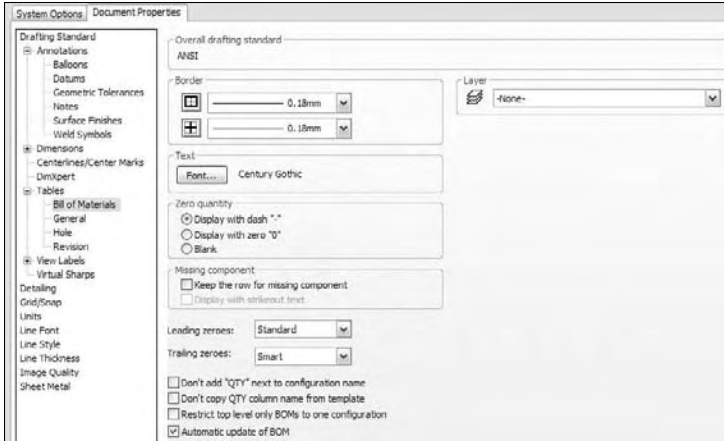 System Options
Document Properties
Drafting Standard
Annotations
Balloons
Datums
Geometric Tolerances
Notes
Surface Finishes
Weld Symbols
Dimensions
Centerlines/Center Marks
DimXpert
Tables
Bill of Materials
General
Hole
Revision
View Labels
Virtual Sharps
Detailing
Grid/Snap
Units
Line Font
Line Style
Line Thickness
Image Quality
Sheet Metal
Overall drafting standard
ANSI
Border
0.18mm
0.18mm
Layer
-None-
Text
Font...
Century Gothic
Zero quantity
Display with dash "-"
Display with zero "0"
Blank
Missing component
Keep the row for missing component
Display with strikeout text
Leading zeroes: Standard
Trailing zeroes: Smart
Don't add "QTY" next to configuration name
Don't copy QTY column name from template
Restrict top level only BOMs to one configuration
Automatic update of BOM